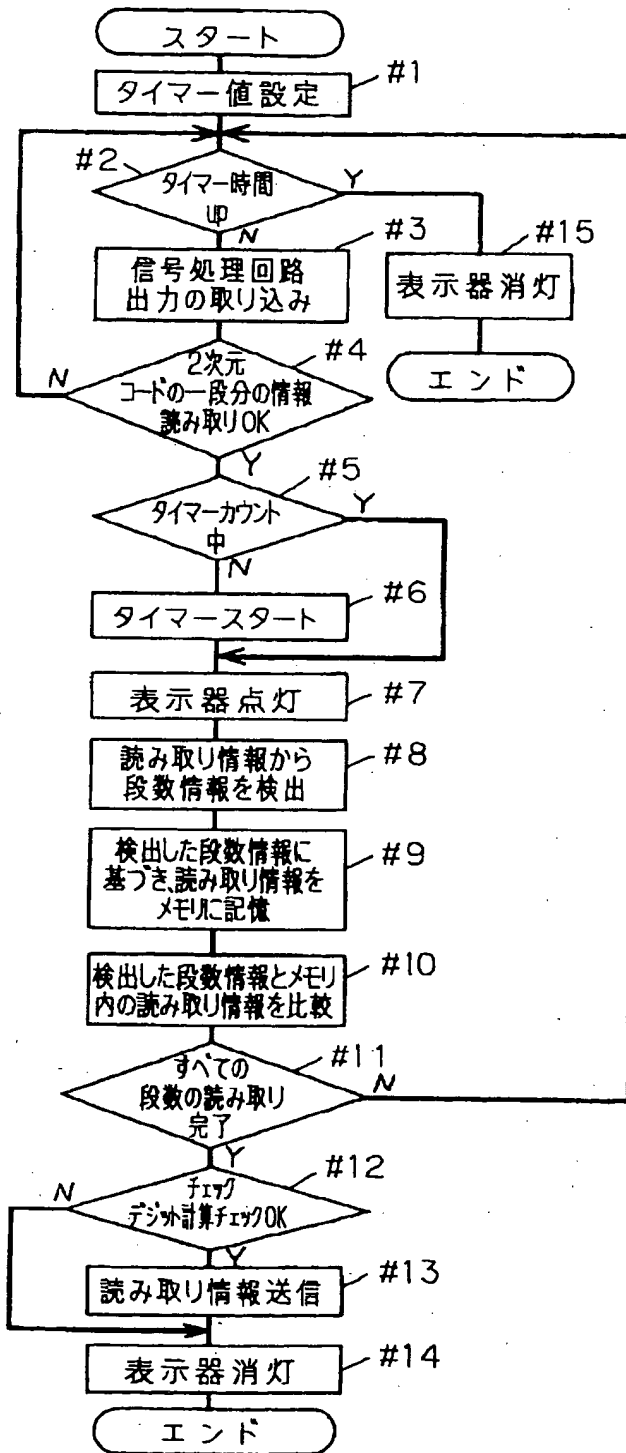 スタート
#1
タイマー値設定
#2
タイマー時間
up
Y
N
#3
信号処理回路
出力の取り込み
#15
表示器消灯
エンド
#4
2次元
コードの一段分の情報
読み取りOK
N
Y
#5
タイマーカウント
中
Y
N
#6
タイマースタート
#7
表示器点灯
#8
読み取り情報から
段数情報を検出
#9
検出した段数情報に
基づき、読み取り情報を
メモリに記憶
#10
検出した段数情報とメモリ
内の読み取り情報を比較
#11
すべての
段数の読み取り
完了
N
Y
#12
チェック
デジット計算チェックOK
N
Y
#13
読み取り情報送信
#14
表示器消灯
エンド